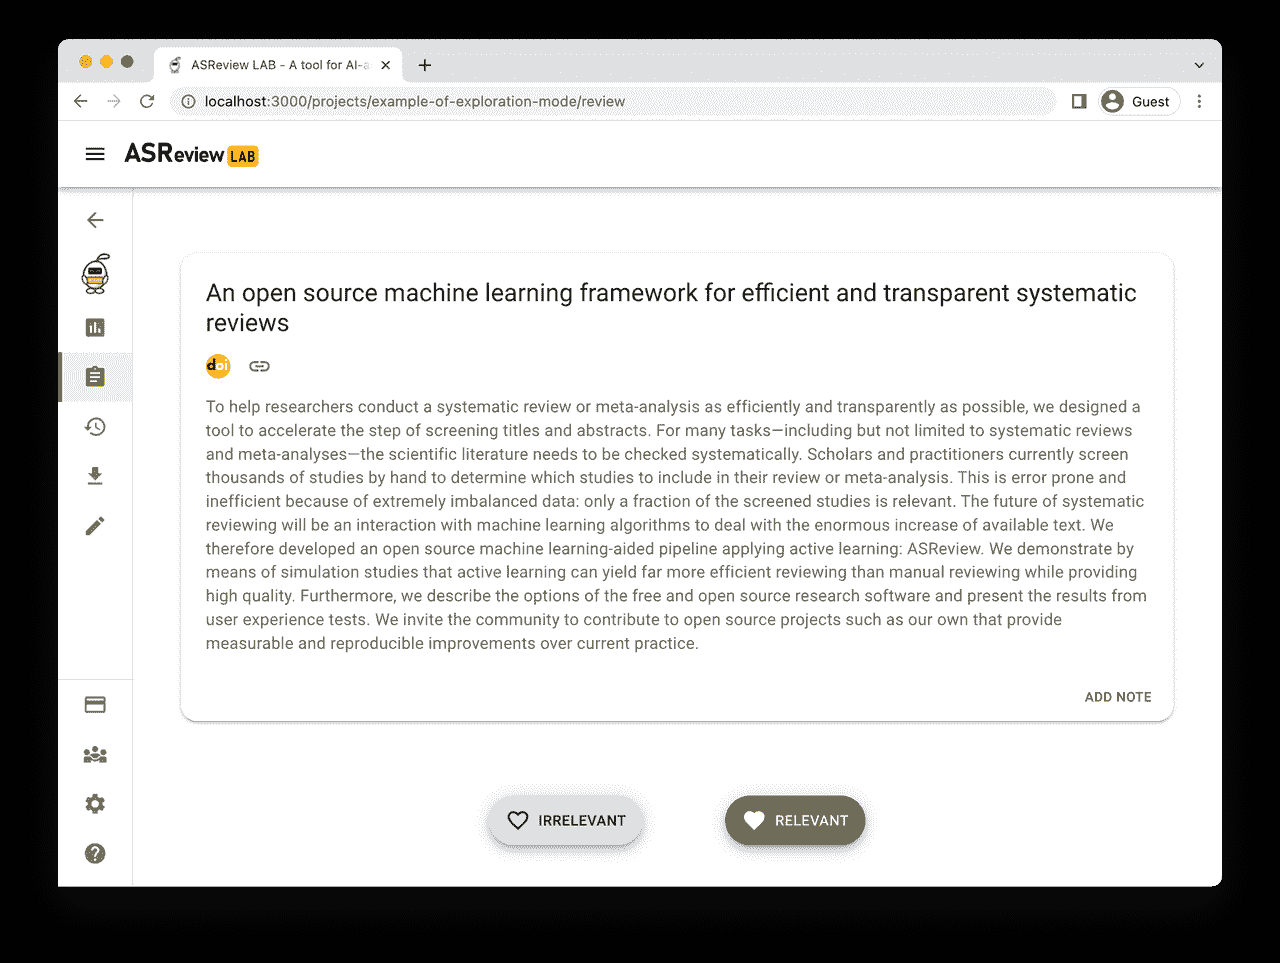 ASReview LAB - A tool for AI-a
localhost:3000/projects/example-of-exploration-mode/review
Guest
ASReview LAB
An open source machine learning framework for efficient and transparent systematic
reviews
doi
To help researchers conduct a systematic review or meta-analysis as efficiently and transparently as possible, we designed a
tool to accelerate the step of screening titles and abstracts. For many tasks—including but not limited to systematic reviews
and meta-analyses—the scientific literature needs to be checked systematically. Scholars and practitioners currently screen
thousands of studies by hand to determine which studies to include in their review or meta-analysis. This is error prone and
inefficient because of extremely imbalanced data: only a fraction of the screened studies is relevant. The future of systematic
reviewing will be an interaction with machine learning algorithms to deal with the enormous increase of available text. We
therefore developed an open source machine learning-aided pipeline applying active learning: ASReview. We demonstrate by
means of simulation studies that active learning can yield far more efficient reviewing than manual reviewing while providing
high quality. Furthermore, we describe the options of the free and open source research software and present the results from
user experience tests. We invite the community to contribute to open source projects such as our own that provide
measurable and reproducible improvements over current practice.
ADD NOTE
IRRELEVANT
RELEVANT